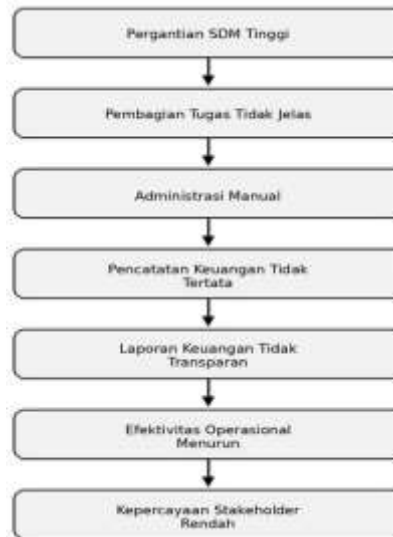 Pergantian SDM Tinggi
Pembagian Tugas Tidak Jelas
Administrasi Manual
Pencatatan Keuangan Tidak
Tertata
Laporan Keuangan Tidak
Transparan
Efektivitas Operasional
Menurun
Kepercayaan Stakeholder
Rendah